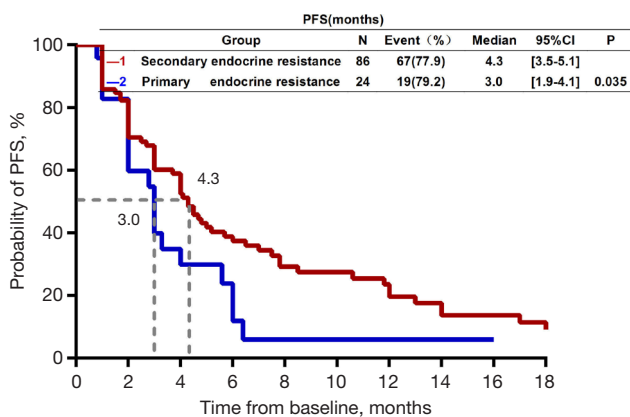 PFS(months)
Group N Event（%） Median 95%CI P
1 Secondary endocrine resistance 86 67(77.9) 4.3 [3.5-5.1]
2 Primary endocrine resistance 24 19(79.2) 3.0 [1.9-4.1] 0.035
100
80
60
40
20
0
4.3
3.0
Probability of PFS, %
0 2 4 6 8 10 12 14 16 18
Time from baseline, months